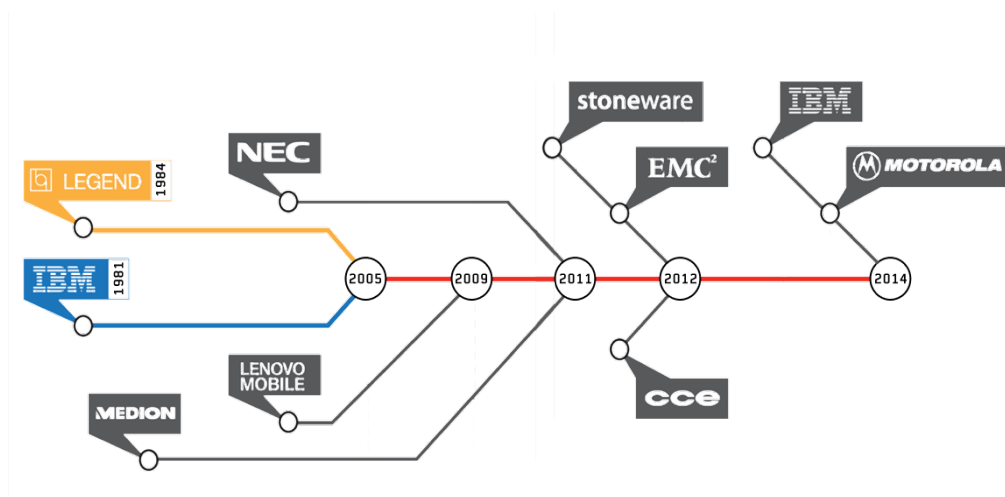 stoneware
IBM
NEC
EMC²
MOTOROLA
LEGEND 1984
IBM 1981
2005
2009
2011
2012
2014
LENOVO
MOBILE
MEDION
cce